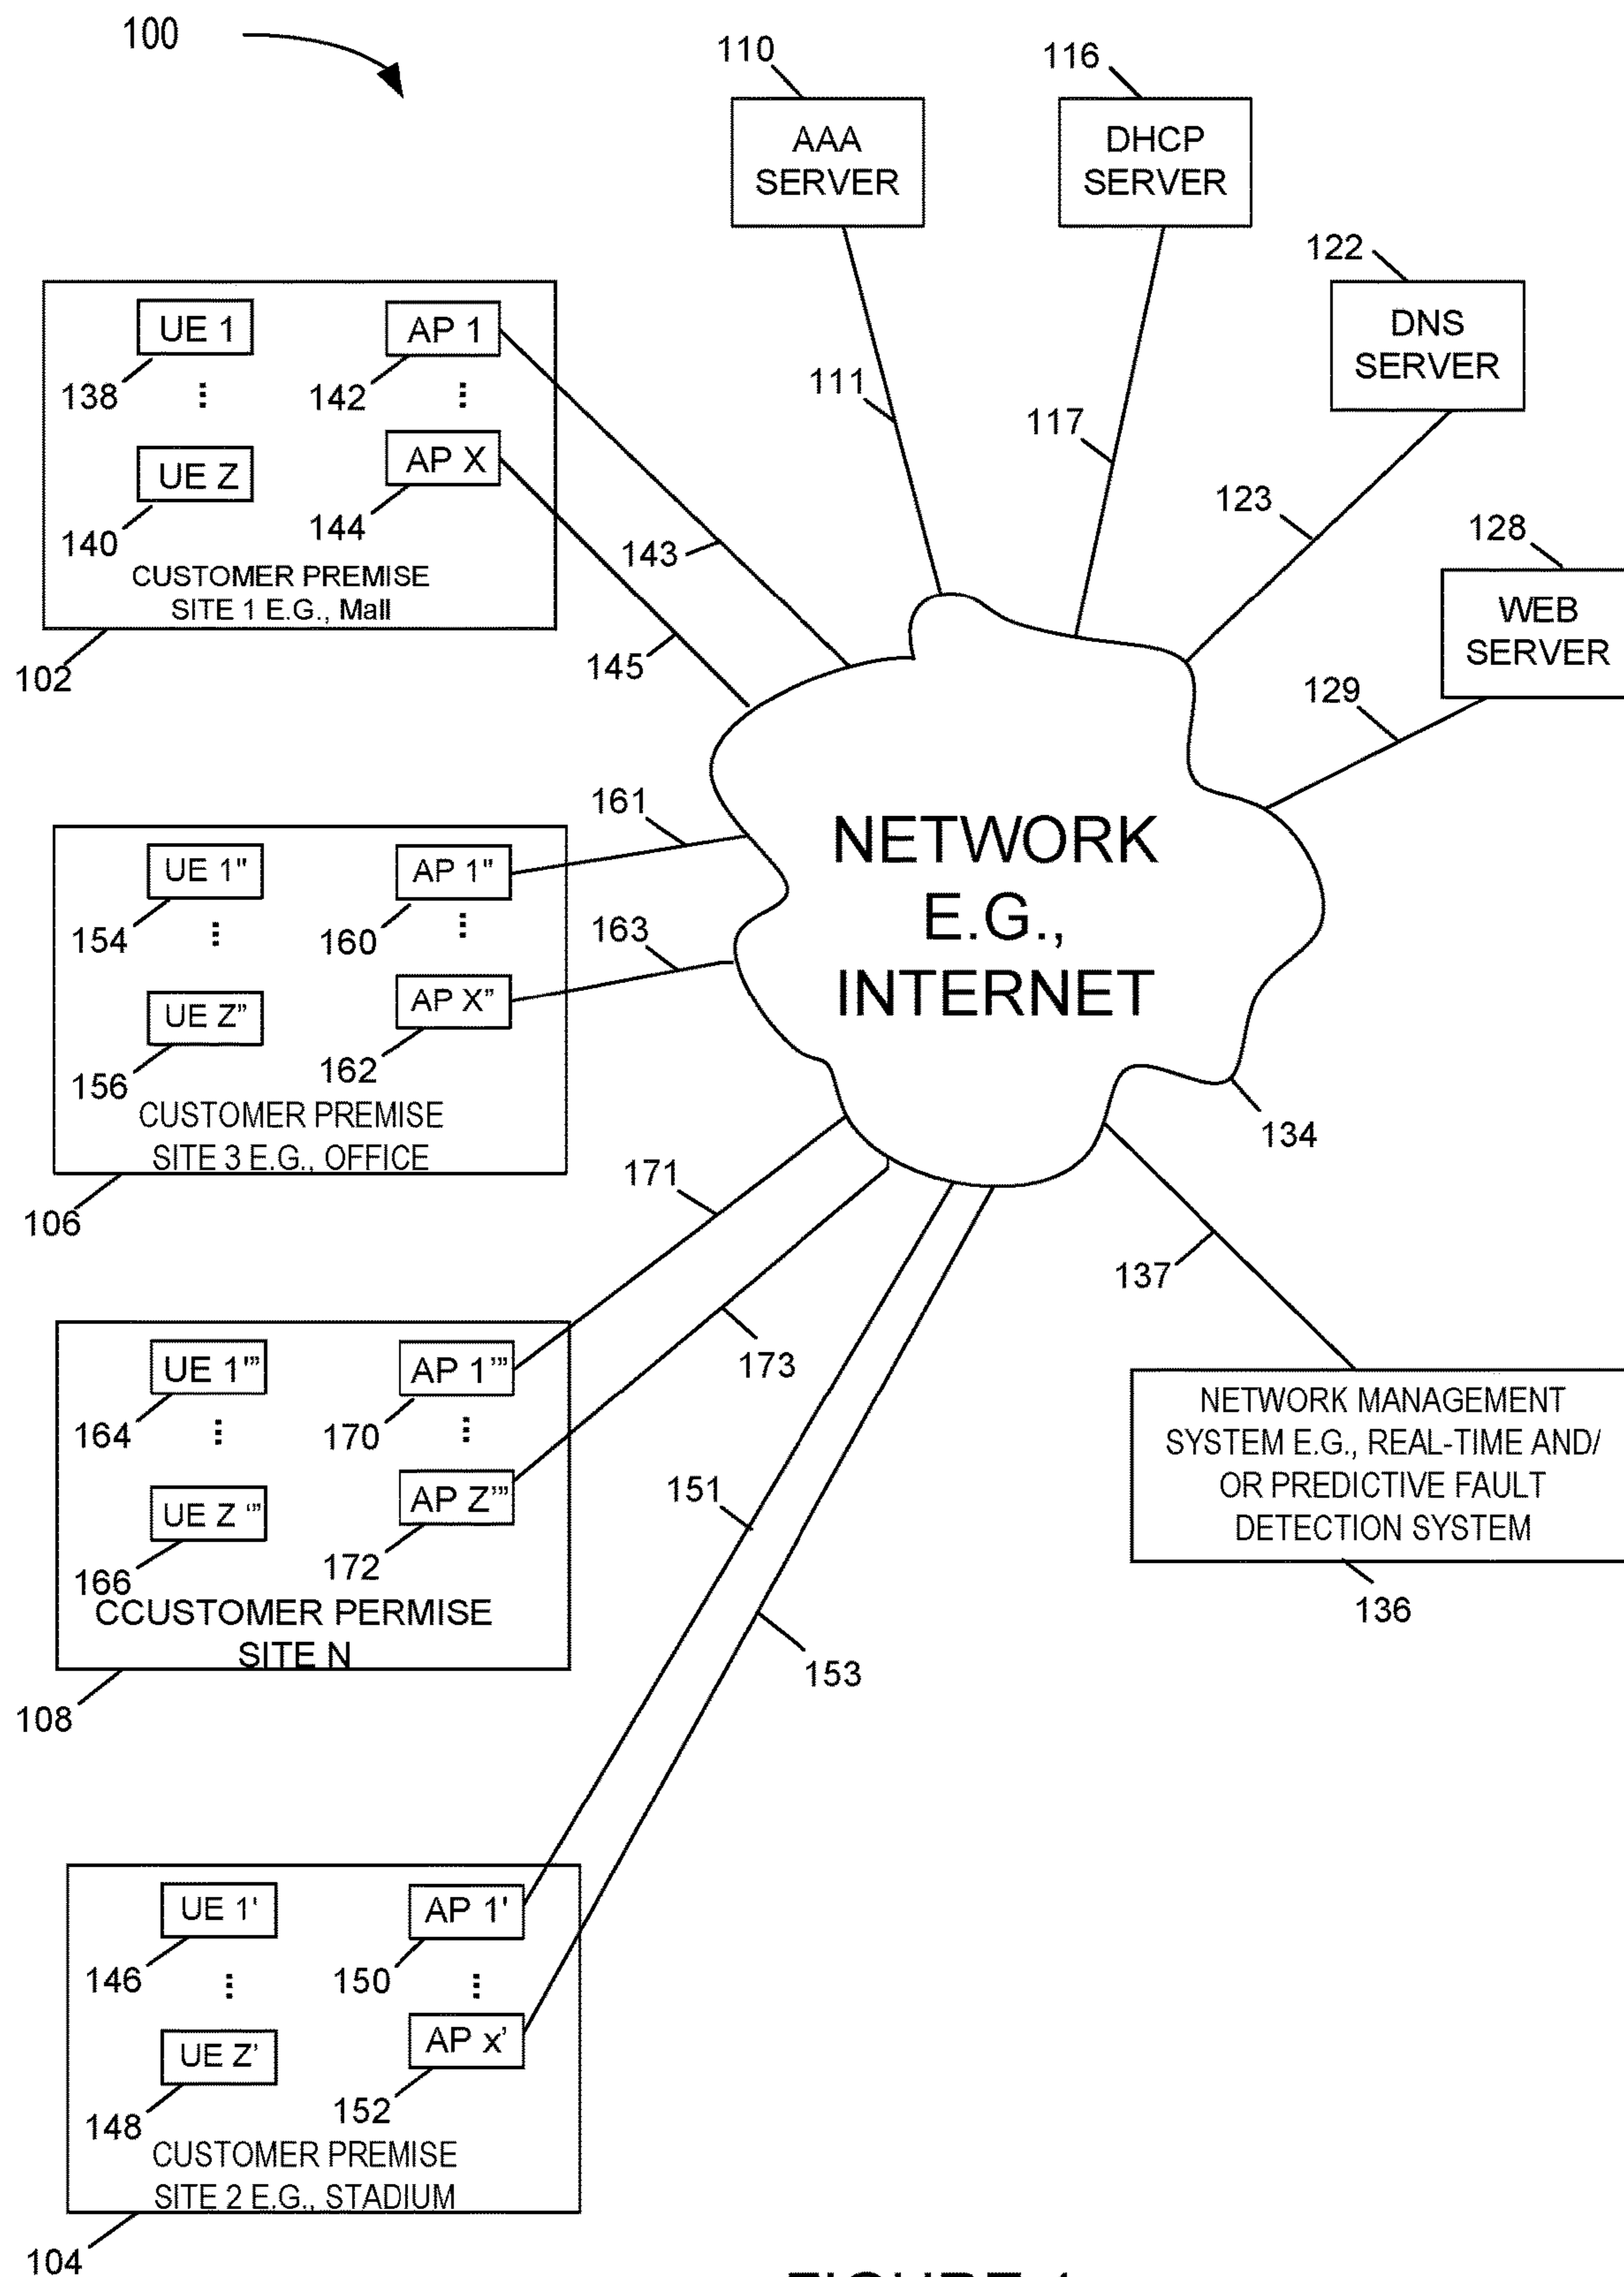 100
110
116
AAA
SERVER
DHCP
SERVER
122
DNS
SERVER
111
117
123
128
WEB
SERVER
129
UE 1
AP 1
138
142
...
...
UE Z
AP X
140
144
CUSTOMER PREMISE
SITE 1 E.G., Mall
102
143
145
161
163
NETWORK
E.G.,
INTERNET
134
UE 1"
AP 1"
154
160
...
...
UE Z”
AP X”
156
162
CUSTOMER PREMISE
SITE 3 E.G., OFFICE
106
171
173
137
UE 1'”
AP 1’”
164
170
...
...
UE Z ‘”
AP Z’”
166
172
CCUSTOMER PERMISE
SITE N
108
151
153
NETWORK MANAGEMENT
SYSTEM E.G., REAL-TIME AND/
OR PREDICTIVE FAULT
DETECTION SYSTEM
136
UE 1'
AP 1'
146
150
...
...
UE Z’
AP x’
148
152
CUSTOMER PREMISE
SITE 2 E.G., STADIUM
104